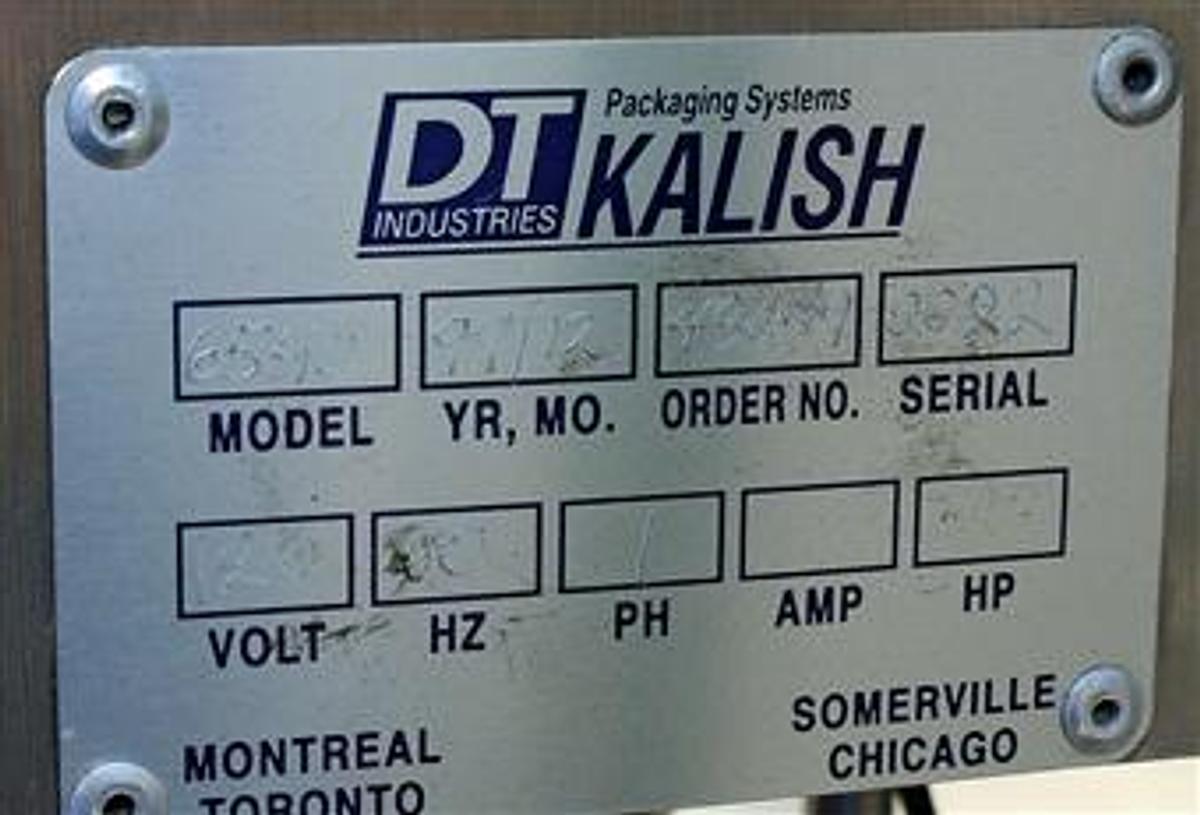 Packaging Systems
DT KALISH
INDUSTRIES
MODEL YR, MO. ORDER NO. SERIAL
VOLT HZ PH AMP HP
MONTREAL SOMERVILLE
TORONTO CHICAGO